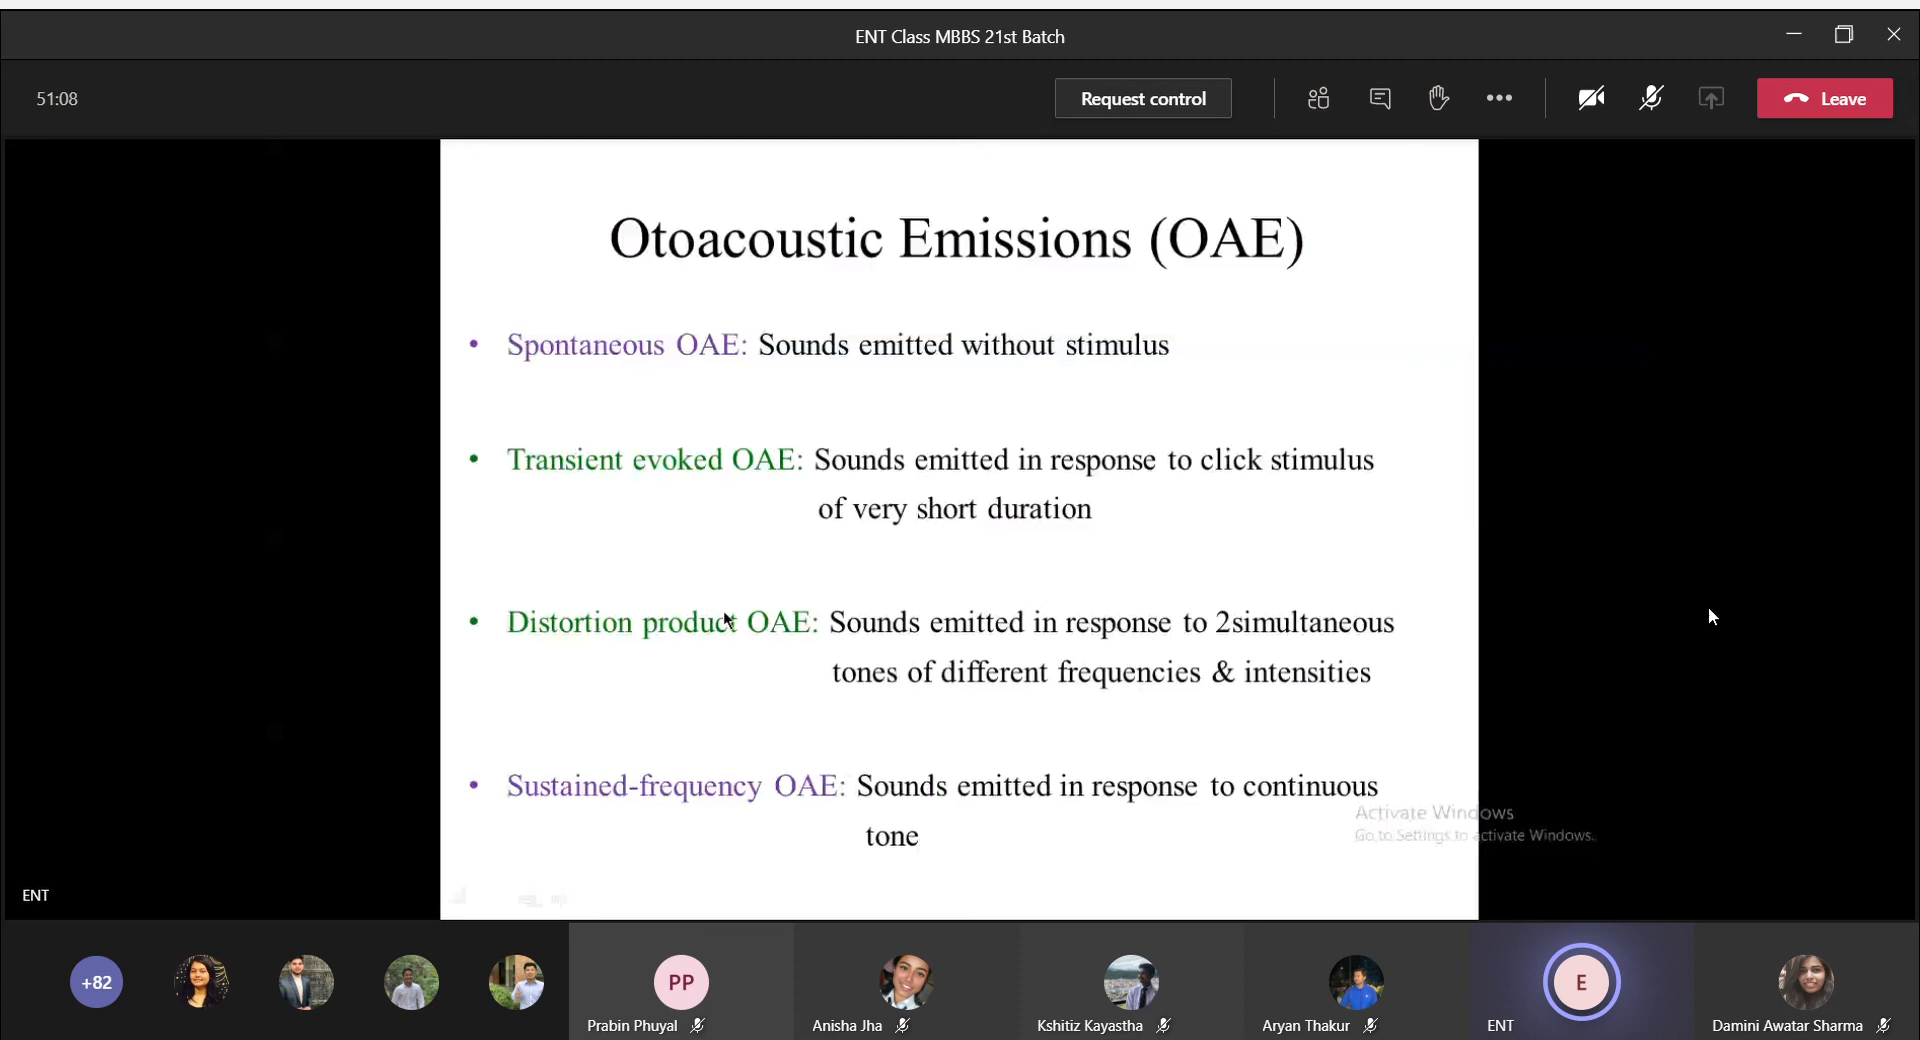 ENT Class MBBS 21st Batch
51:08
Request control
Leave
Otoacoustic Emissions (OAE)
• Spontaneous OAE: Sounds emitted without stimulus
• Transient evoked OAE: Sounds emitted in response to click stimulus
of very short duration
• Distortion product OAE: Sounds emitted in response to 2simultaneous
tones of different frequencies & intensities
• Sustained-frequency OAE: Sounds emitted in response to continuous
tone
Activate Windows
Go to Settings to activate Windows.
ENT
+82
PP
E
Prabin Phuyal
Anisha Jha
Kshitiz Kayastha
Aryan Thakur
ENT
Damini Awatar Sharma